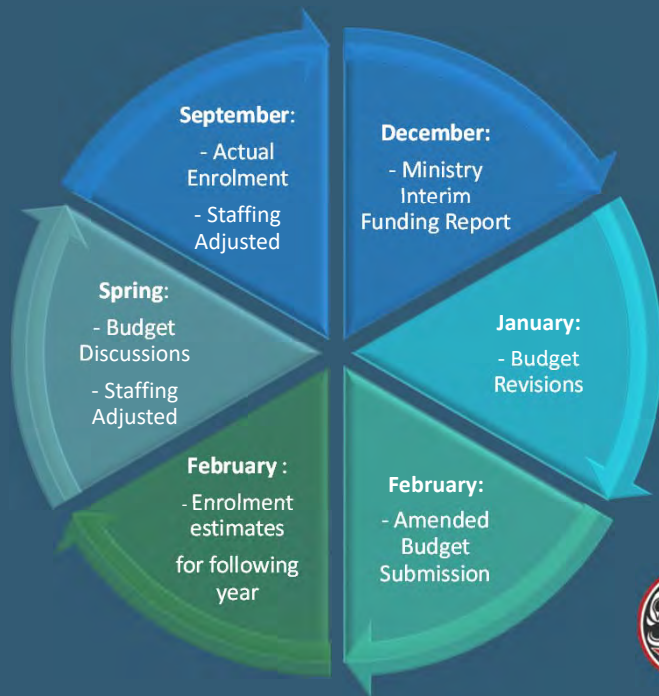 September:
- Actual
Enrolment
- Staffing
Adjusted
December:
- Ministry
Interim
Funding Report
January:
- Budget
Revisions
February:
- Amended
Budget
Submission
February :
- Enrolment
estimates
for following
year
Spring:
- Budget
Discussions
- Staffing
Adjusted